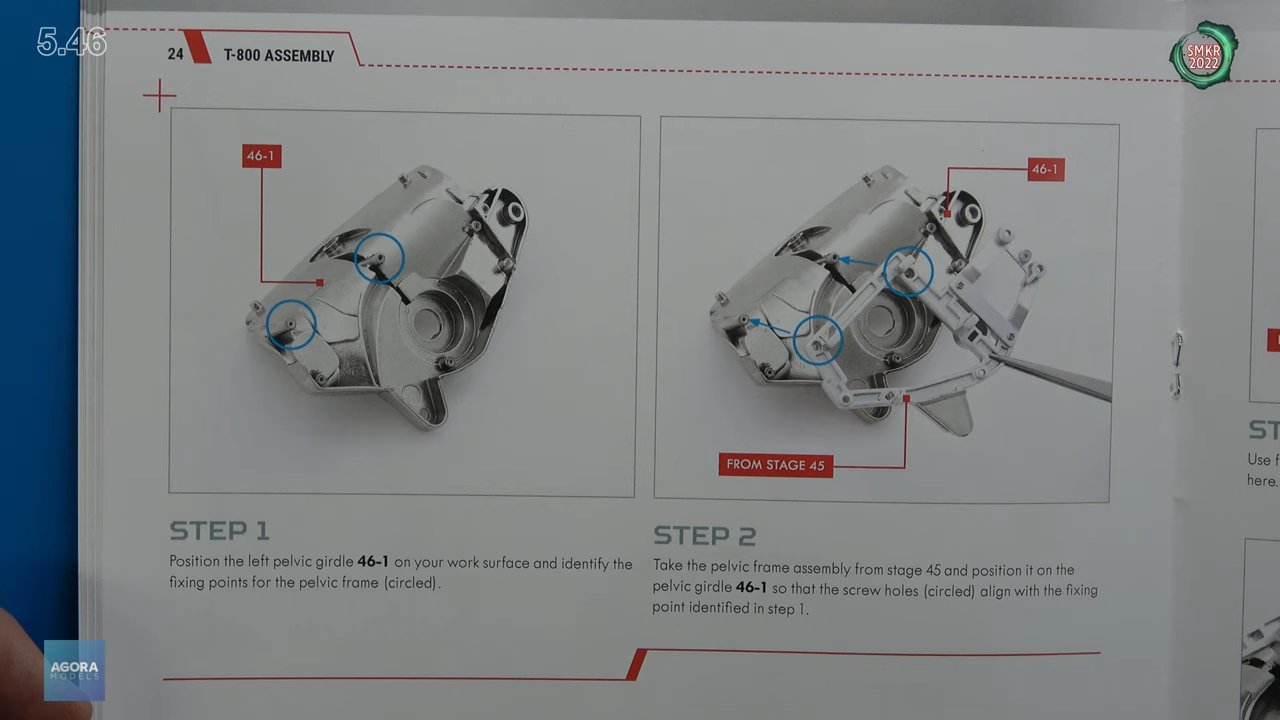 5.46
SMKR
2022
24 T-800 ASSEMBLY
46-1
46-1
FROM STAGE 45
STEP 1
Position the left pelvic girdle 46-1 on your work surface and identify the
fixing points for the pelvic frame (circled).
STEP 2
Take the pelvic frame assembly from stage 45 and position it on the
pelvic girdle 46-1 so that the screw holes (circled) align with the fixing
point identified in step 1.
Use
here.
AGORA
MODELS